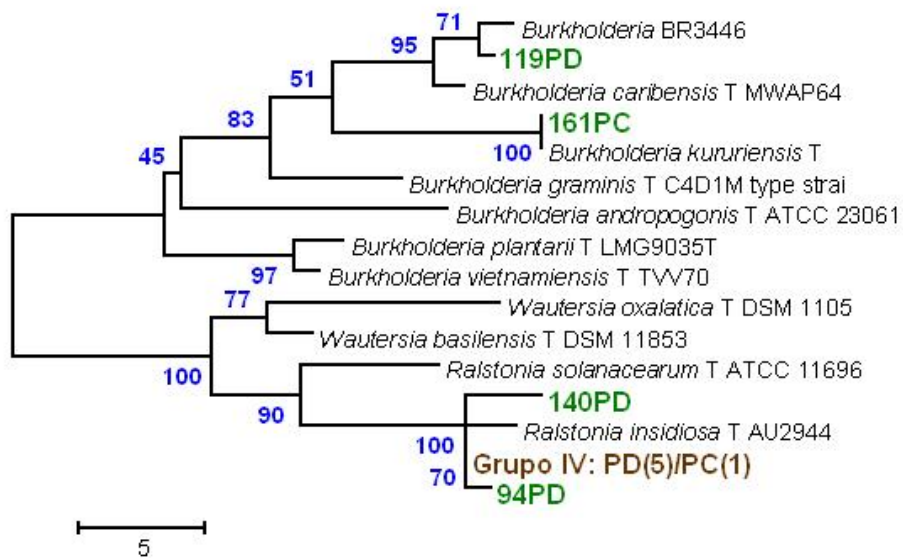 71
Burkholderia BR3446
95
119PD
51
Burkholderia caribensis T MWAP64
83
161PC
100
Burkholderia kururiensis T
45
Burkholderia graminis T C4D1M type strai
Burkholderia andropogonis T ATCC 23061
Burkholderia plantarii T LMG9035T
97
Burkholderia vietnamiensis T TVV70
77
Wautersia oxalatica T DSM 1105
Wautersia basilensis T DSM 11853
100
Ralstonia solanacearum T ATCC 11696
90
140PD
Ralstonia insidiosa T AU2944
100
Grupo IV: PD(5)/PC(1)
70
94PD
5